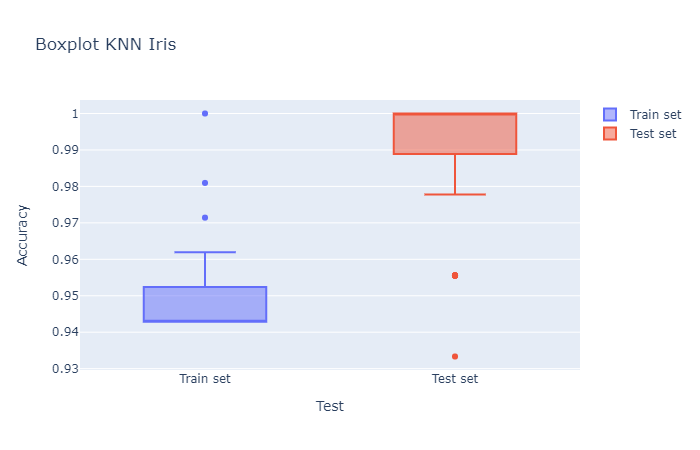 Boxplot KNN Iris
Train set
Test set
1
0.99
0.98
0.97
0.96
0.95
0.94
0.93
Accuracy
Train set
Test set
Test